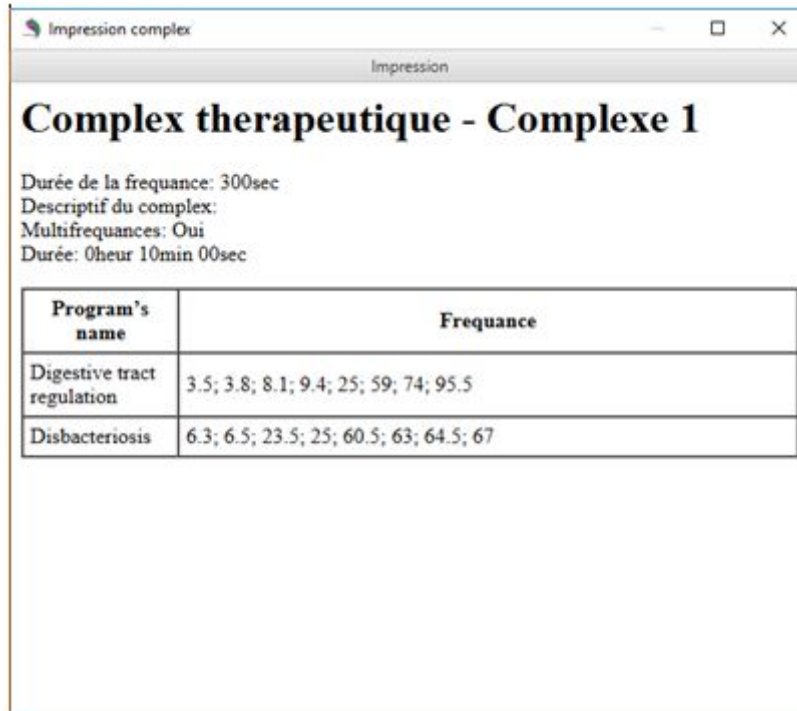 Impression complex
Impression
Complex therapeutique - Complexe 1
Durée de la frequance: 300sec
Descriptif du complex:
Multifrequances: Oui
Durée: 0heur 10min 00sec
Program's
name
Frequance
Digestive tract
regulation
3.5; 3.8; 8.1; 9.4; 25; 59; 74; 95.5
Disbacteriosis
6.3; 6.5; 23.5; 25; 60.5; 63; 64.5; 67